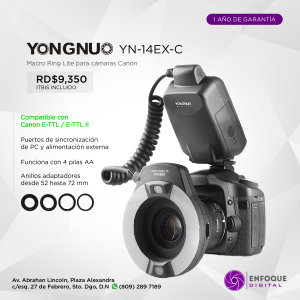 1 AÑO DE GARANTÍA
YONGNUO YN-14EX-C
Macro Ring Lite para cámaras Canon
RD$9,350
ITBIS INCLUIDO
Compatible con
Canon E-TTL / E-TTL II
Puertos de sincronización
de PC y alimentación externa
Funciona con 4 pilas AA
Anillos adaptadores
desde 52 hasta 72 mm
Av. Abrahan Lincoln, Plaza Alexandra
c/esq. 27 de Febrero, Sto. Dgo, D.N (809) 289 7189
ENFOQUE
DIGITAL